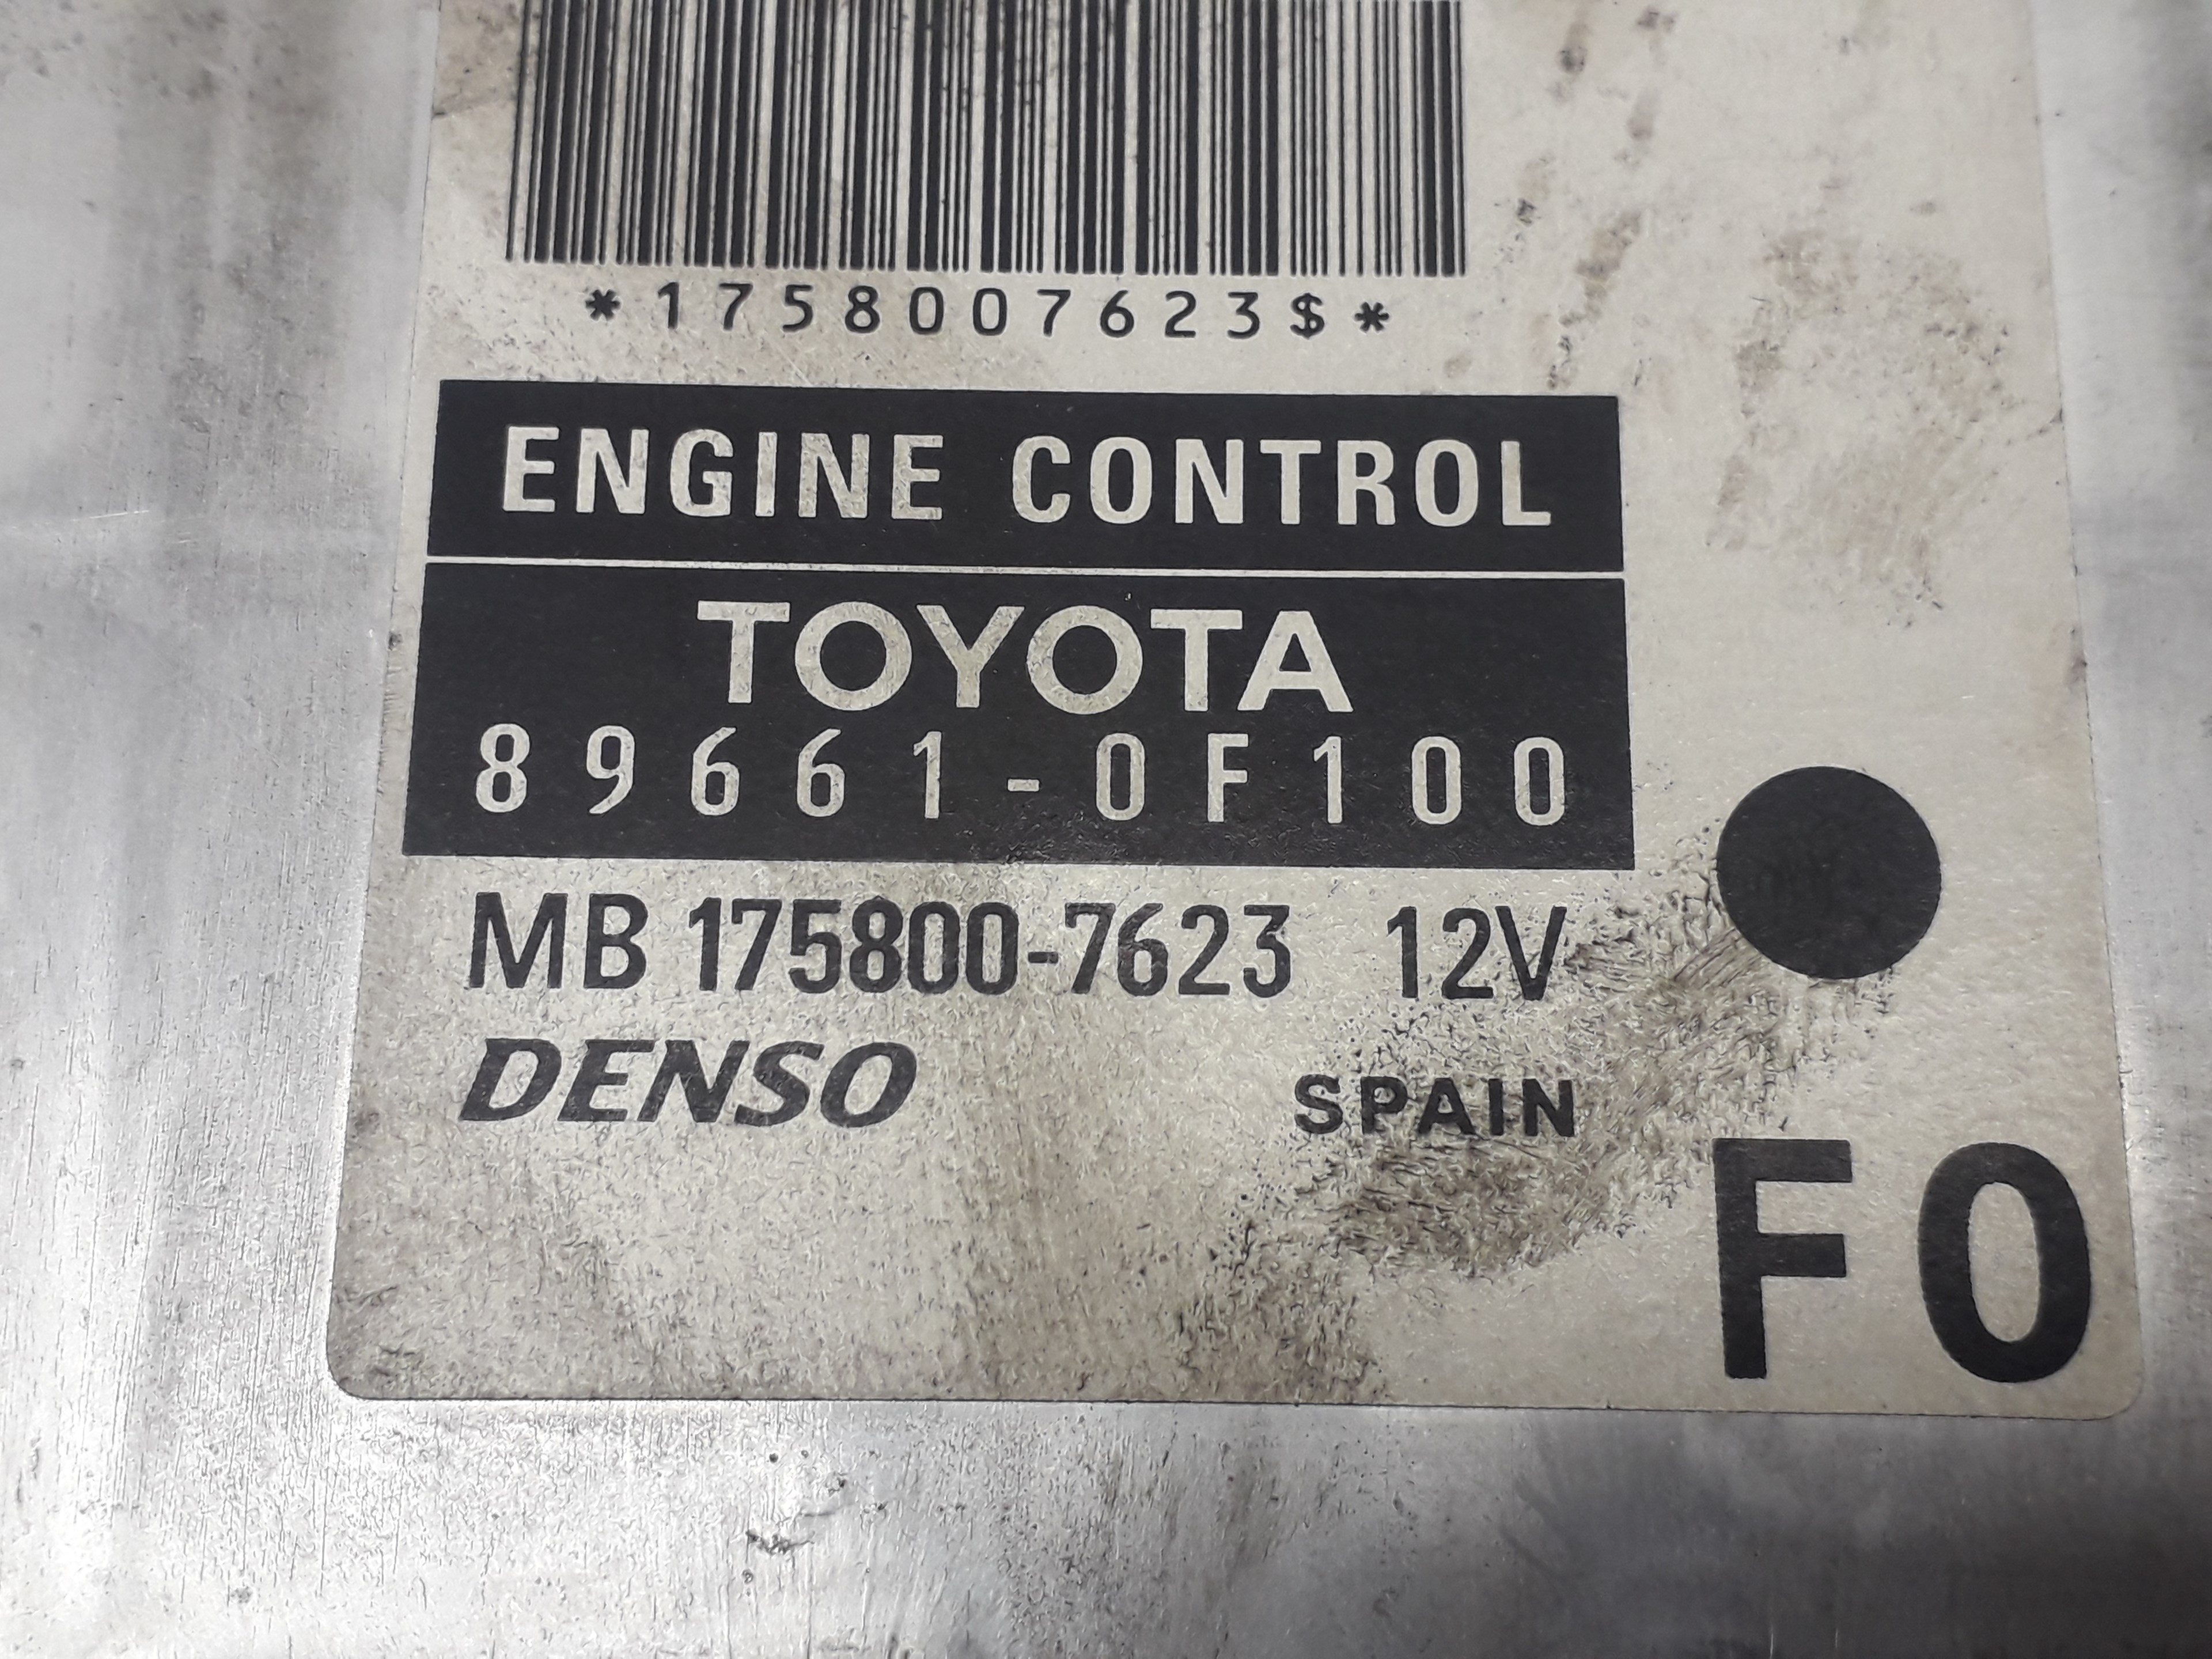 *1758007623$*
ENGINE CONTROL
TOYOTA
89661-0F100
MB 175800-7623 12V
DENSO SPAIN
F0